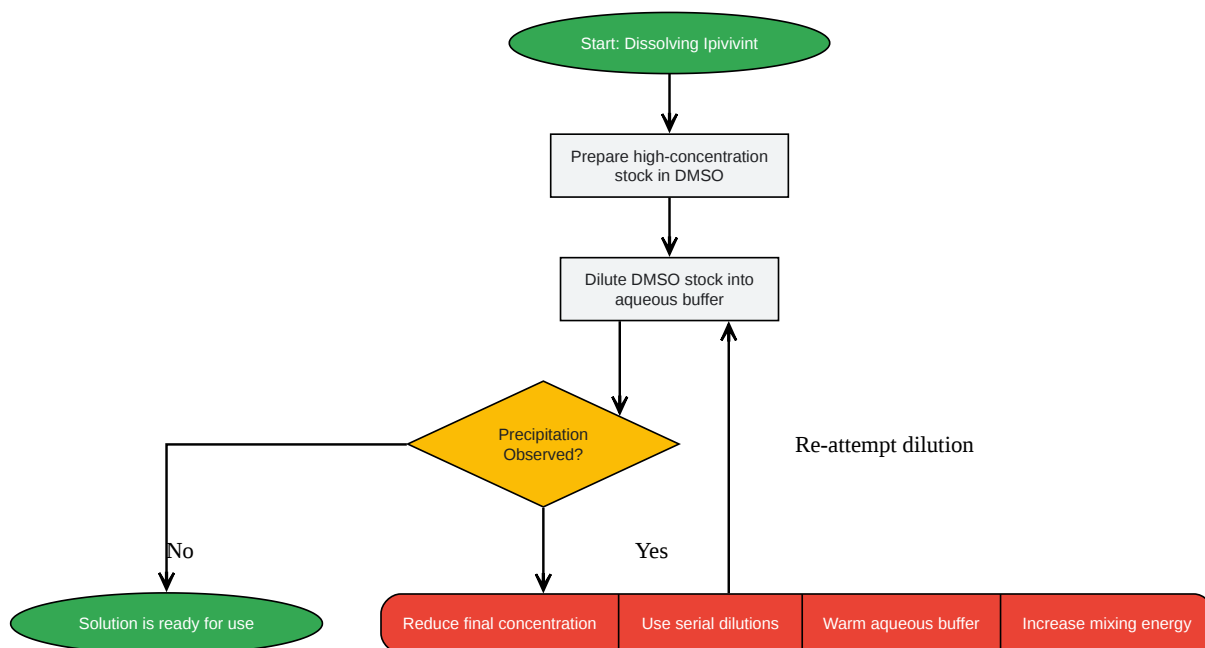 Start: Dissolving Ipivivint
Prepare high-concentration
stock in DMSO
Dilute DMSO stock into
aqueous buffer
Precipitation
Observed?
Re-attempt dilution
No
Yes
Solution is ready for use
Reduce final concentration
Use serial dilutions
Warm aqueous buffer
Increase mixing energy